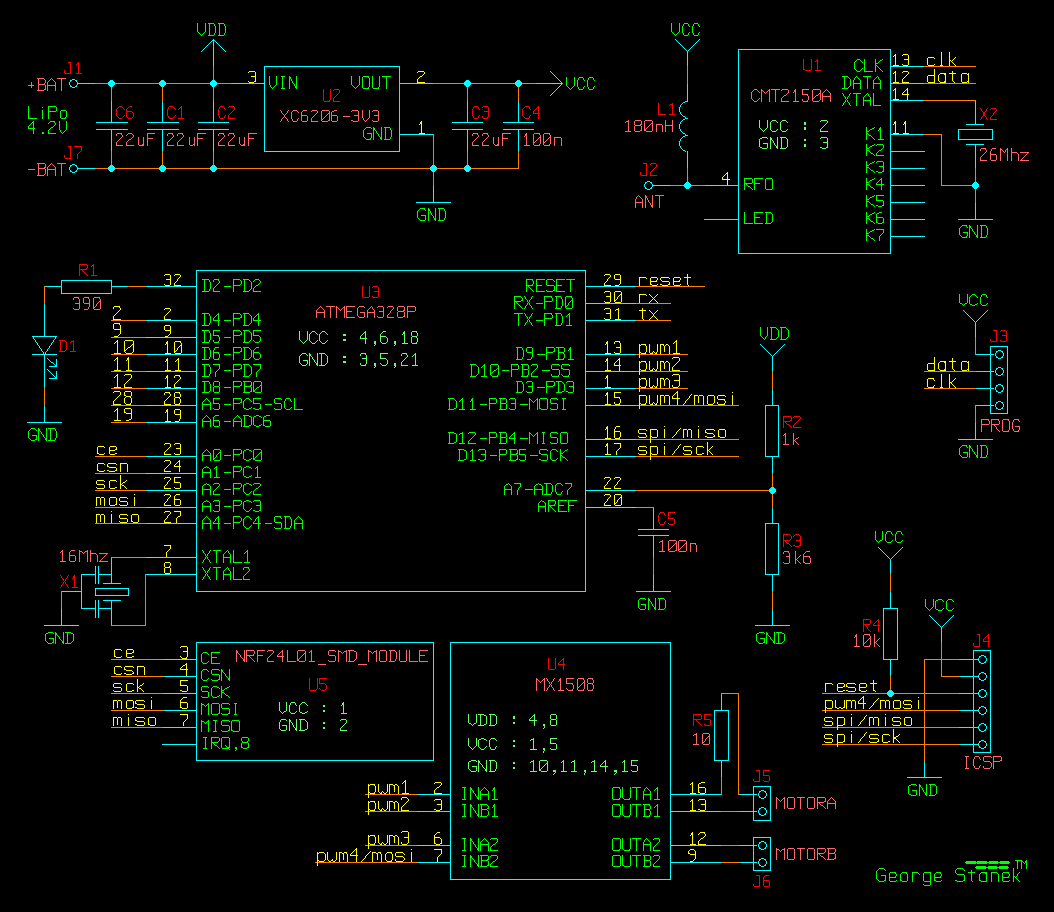 VDD
J1
+BAT
3
VIN
VOUT
2
VCC
U2
XC6206-3V3
GND
1
LiPo
4.2V
C6
22uF
C1
22uF
C2
22uF
C3
22uF
C4
100n
J7
-BAT
GND
VCC
L1
180nH
J2
ANT
4
RFO
LED
U1
CMT2150A
VCC : 2
GND : 3
CLK
13
clk
DATA
12
data
XTAL
14
K1
11
K2
K3
K4
K5
K6
K7
X2
26Mhz
GND
R1
390
D1
GND
32
D2-PD2
2
2
D4-PD4
9
9
D5-PD5
10
10
D6-PD6
11
11
D7-PD7
12
12
D8-PB0
28
28
A5-PC5-SCL
19
19
A6-ADC6
ce
23
A0-PC0
csn
24
A1-PC1
sck
25
A2-PC2
mosi
26
A3-PC3
miso
27
A4-PC4-SDA
7
XTAL1
8
XTAL2
16Mhz
X1
GND
U3
ATMEGA328P
VCC : 4,6,18
GND : 3,5,21
RESET
29
reset
RX-PD0
30
rx
TX-PD1
31
tx
D9-PB1
13
pwm1
D10-PB2-SS
14
pwm2
D3-PD3
1
pwm3
D11-PB3-MOSI
15
pwm4/mosi
D12-PB4-MISO
16
spi/miso
D13-PB5-SCK
17
spi/sck
A7-ADC7
22
AREF
20
C5
100n
GND
VDD
R2
1k
R3
3k6
GND
VCC
J3
data
clk
PROG
GND
VCC
R4
10k
VCC
J4
reset
pwm4/mosi
spi/miso
spi/sck
ICSP
GND
ce
3
CE
csn
4
CSN
sck
5
SCK
mosi
6
MOSI
miso
7
MISO
IRQ,8
NRF24L01_SMD_MODULE
U5
VCC : 1
GND : 2
U4
MX1508
VDD : 4,8
VCC : 1,5
GND : 10,11,14,15
pwm1
2
INA1
pwm2
3
INB1
pwm3
6
INA2
pwm4/mosi
7
INB2
OUTA1
16
OUTB1
13
OUTA2
12
OUTB2
9
R5
10
J5
MOTORA
MOTORB
J6
George Stanek™